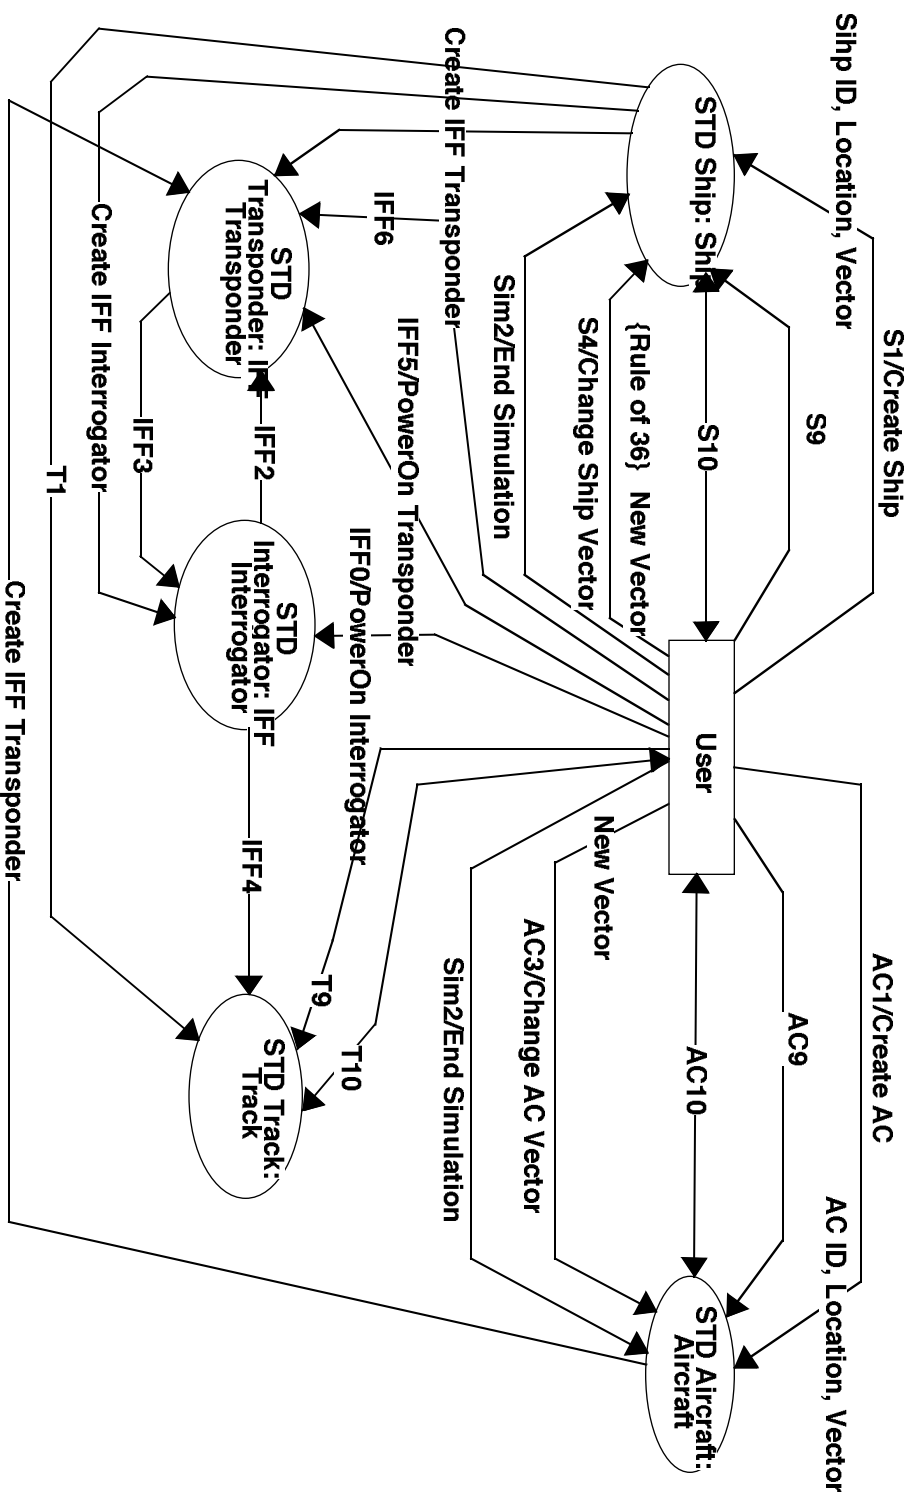 S1/Create Ship
AC1/Create AC
Sihp ID, Location, Vector
AC ID, Location, Vector
S9
AC9
STD Ship: Ship
S10
User
AC10
STD Aircraft:
Aircraft
{Rule of 36} New Vector
New Vector
S4/Change Ship Vector
AC3/Change AC Vector
Sim2/End Simulation
Sim2/End Simulation
Create IFF Transponder
IFF5/PowerOn Transponder
IFF6
IFF0/PowerOn Interrogator
T10
T9
STD
Transponder: IFF
Transponder
IFF2
STD
Interrogator: IFF
Interrogator
IFF4
STD Track:
Track
IFF3
Create IFF Interrogator
T1
Create IFF Transponder